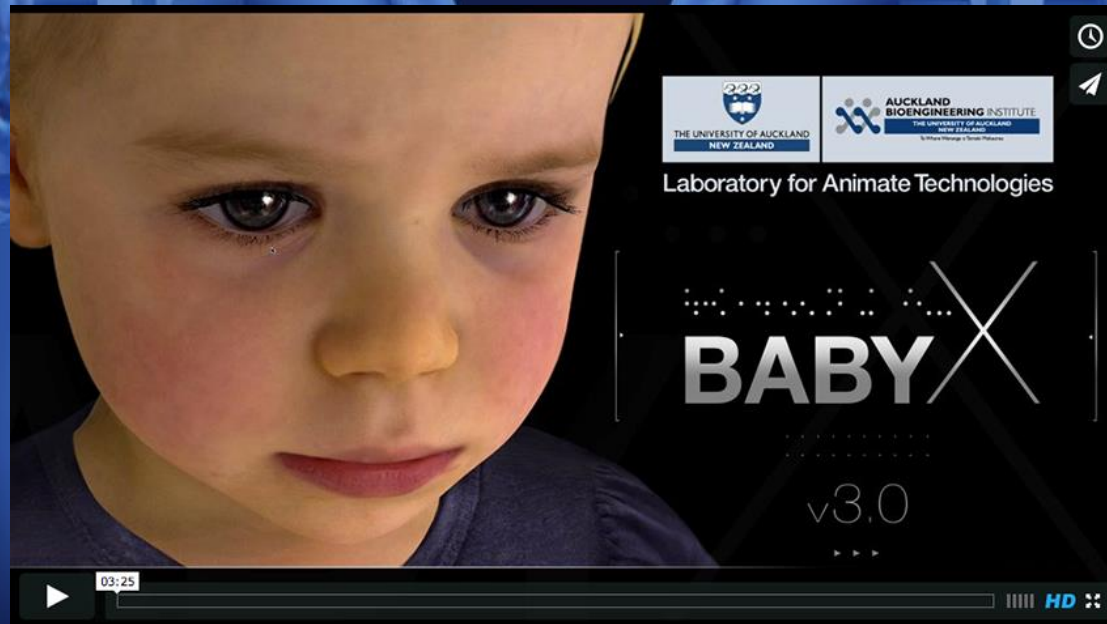 THE UNIVERSITY OF AUCKLAND
NEW ZEALAND
AUCKLAND
BIOENGINEERING INSTITUTE
THE UNIVERSITY OF AUCKLAND
NEW ZEALAND
Laboratory for Animate Technologies
BABYX
v3.0
03:25
HD